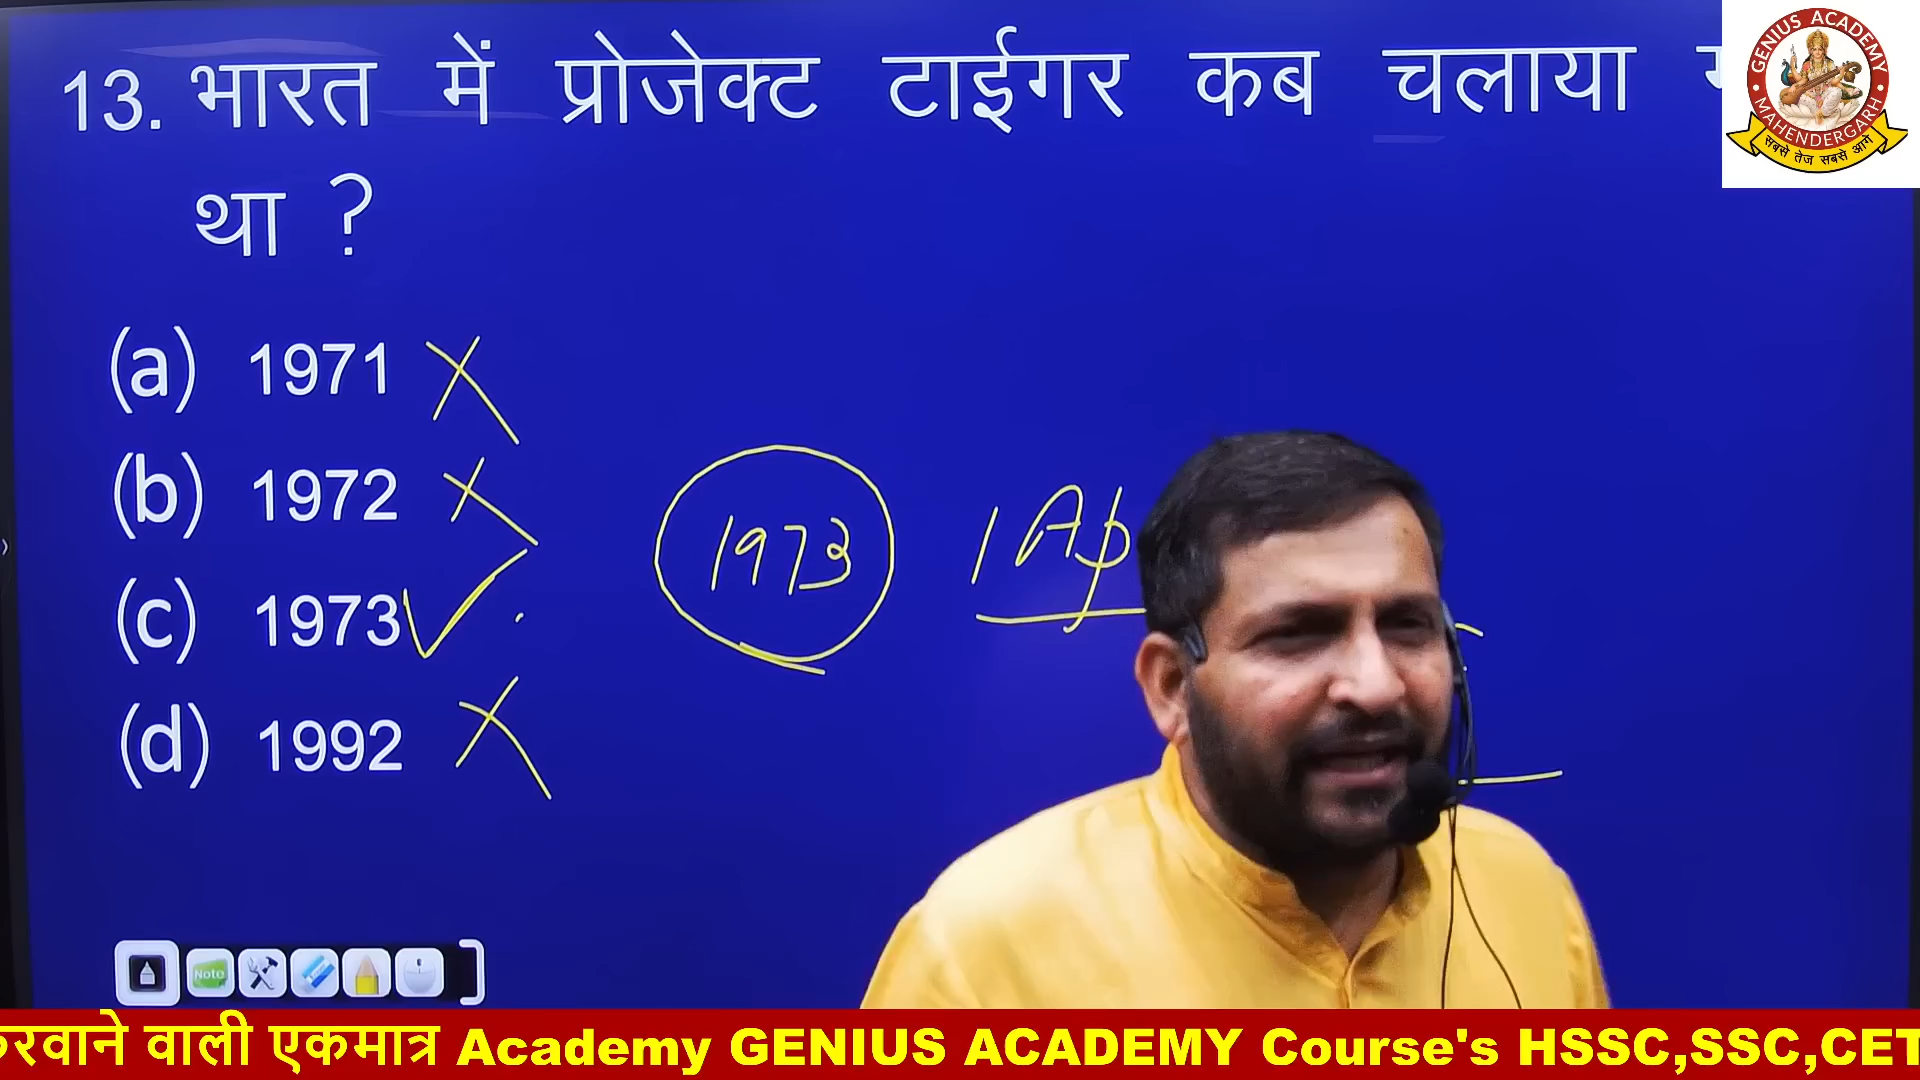 13. भारत में प्रोजेक्ट टाईगर कब चलाया
था ?
(a) 1971
(b) 1972
(c) 1973
(d) 1992
1973
1 Ap
GENIUS ACADEMY
MAHENDERGARH
सबसे तेज सबसे आगे
Note
करवाने वाली एकमात्र Academy GENIUS ACADEMY Course's HSSC,SSC,CET